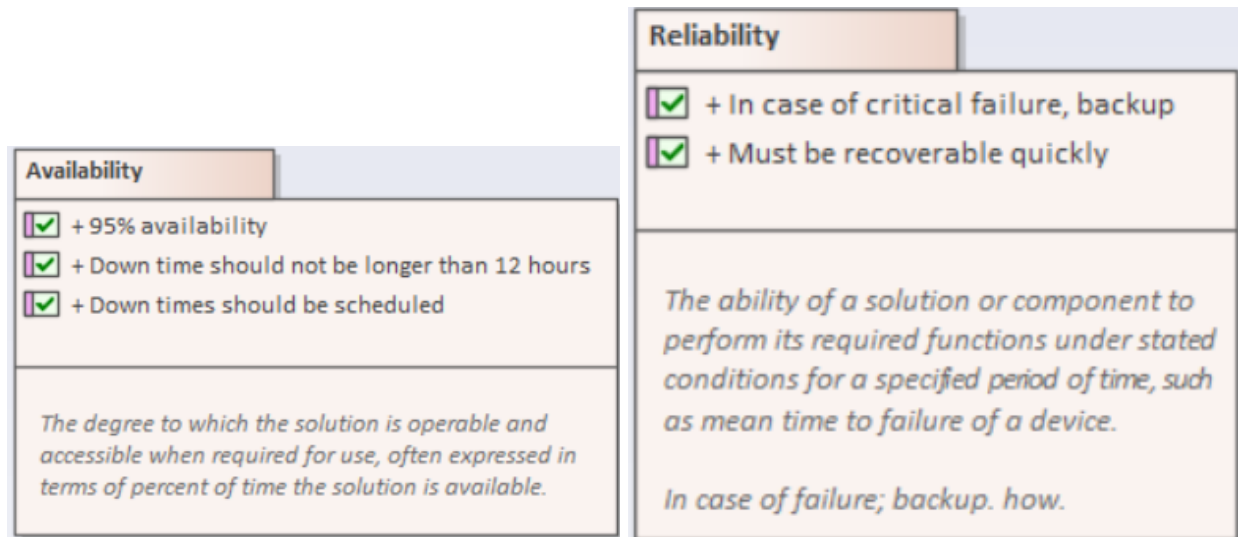 Availability
+ 95% availability
+ Down time should not be longer than 12 hours
+ Down times should be scheduled
The degree to which the solution is operable and
accessible when required for use, often expressed in
terms of percent of time the solution is available.
Reliability
+ In case of critical failure, backup
+ Must be recoverable quickly
The ability of a solution or component to
perform its required functions under stated
conditions for a specified period of time, such
as mean time to failure of a device.
In case of failure; backup. how.